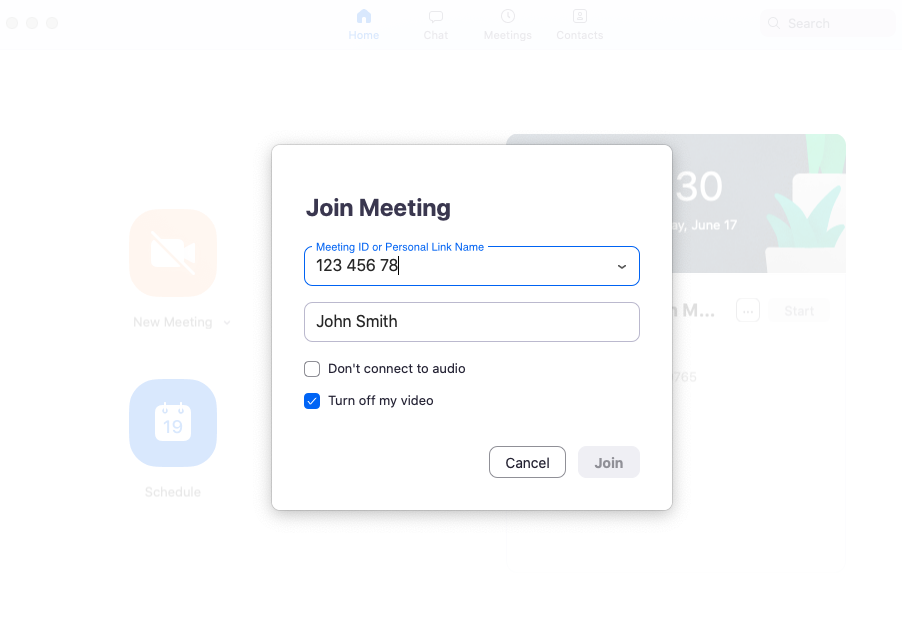 Home
Chat
Meetings
Contacts
Search
30
June 17
Join Meeting
Meeting ID or Personal Link Name
123 456 78
John Smith
New Meeting
M...
...
Start
Don't connect to audio
765
Turn off my video
19
Cancel
Join
Schedule